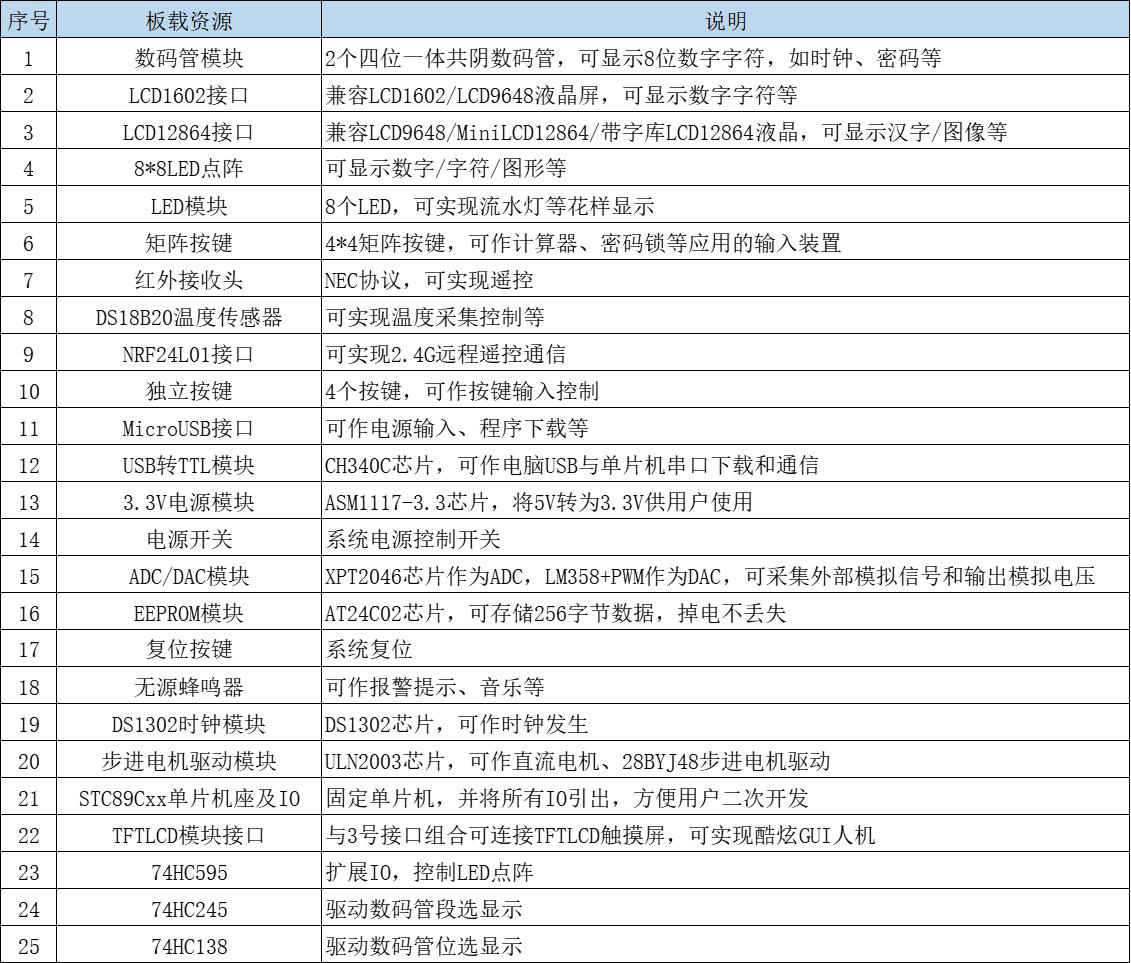 序号 板载资源 说明
1 数码管模块 2个四位一体共阴数码管，可显示8位数字字符，如时钟、密码等
2 LCD1602接口 兼容LCD1602/LCD9648液晶屏，可显示数字字符等
3 LCD12864接口 兼容LCD9648/MiniLCD12864/带字库LCD12864液晶，可显示汉字/图像等
4 8*8LED点阵 可显示数字/字符/图形等
5 LED模块 8个LED，可实现流水灯等花样显示
6 矩阵按键 4*4矩阵按键，可作计算器、密码锁等应用的输入装置
7 红外接收头 NEC协议，可实现遥控
8 DS18B20温度传感器 可实现温度采集控制等
9 NRF24L01接口 可实现2.4G远程遥控通信
10 独立按键 4个按键，可作按键输入控制
11 MicroUSB接口 可作电源输入、程序下载等
12 USB转TTL模块 CH340C芯片，可作电脑USB与单片机串口下载和通信
13 3.3V电源模块 ASM1117-3.3芯片，将5V转为3.3V供用户使用
14 电源开关 系统电源控制开关
15 ADC/DAC模块 XPT2046芯片作为ADC，LM358+PWM作为DAC，可采集外部模拟信号和输出模拟电压
16 EEPROM模块 AT24C02芯片，可存储256字节数据，掉电不丢失
17 复位按键 系统复位
18 无源蜂鸣器 可作报警提示、音乐等
19 DS1302时钟模块 DS1302芯片，可作时钟发生
20 步进电机驱动模块 ULN2003芯片，可作直流电机、28BYJ48步进电机驱动
21 STC89Cxx单片机座及IO 固定单片机，并将所有IO引出，方便用户二次开发
22 TFTLCD模块接口 与3号接口组合可连接TFTLCD触摸屏，可实现酷炫GUI人机
23 74HC595 扩展IO，控制LED点阵
24 74HC245 驱动数码管段选显示
25 74HC138 驱动数码管位选显示